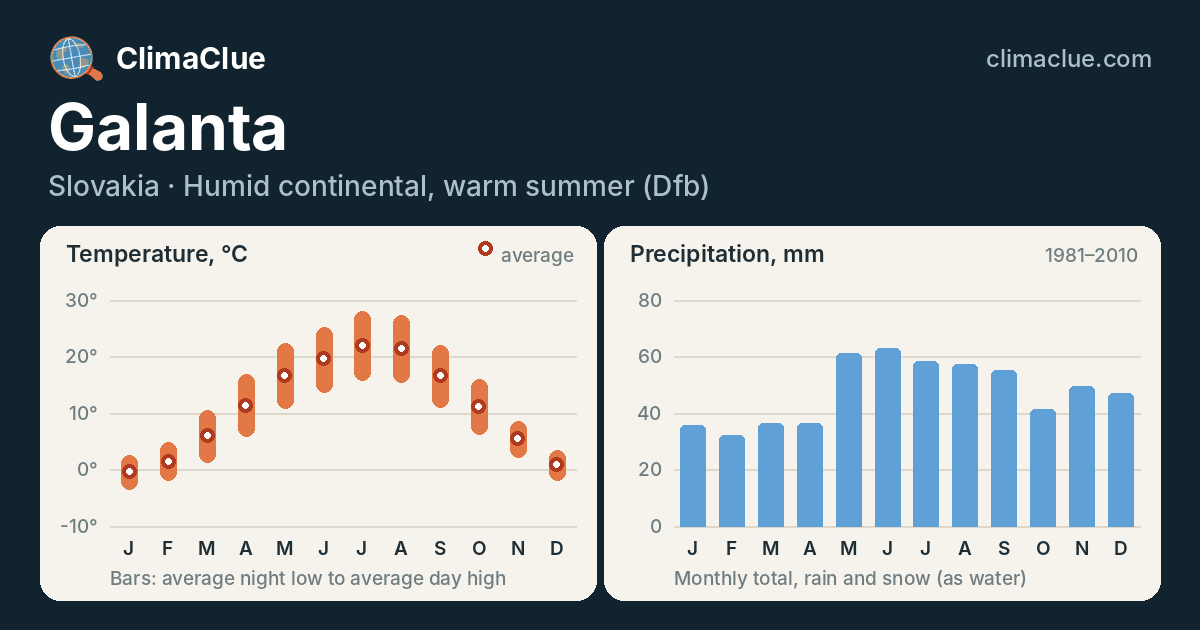 ClimaClue
climaclue.com
Galanta
Slovakia · Humid continental, warm summer (Dfb)
Temperature, °C
average
30°
20°
10°
0°
-10°
J F M A M J J A S O N D
Bars: average night low to average day high
Precipitation, mm
1981–2010
80
60
40
20
0
J F M A M J J A S O N D
Monthly total, rain and snow (as water)